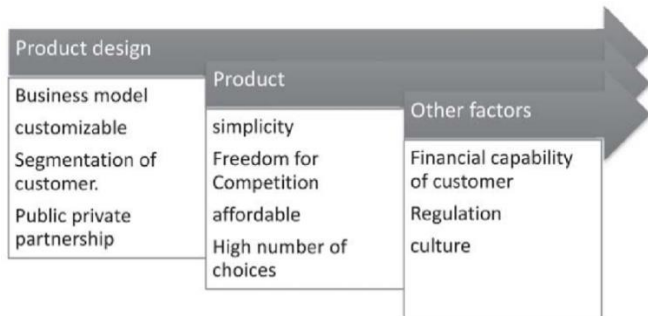 Product design
Business model
customizable
Segmentation of
customer.
Public private
partnership
Product
simplicity
Freedom for
Competition
affordable
High number of
choices
Other factors
Financial capability
of customer
Regulation
culture